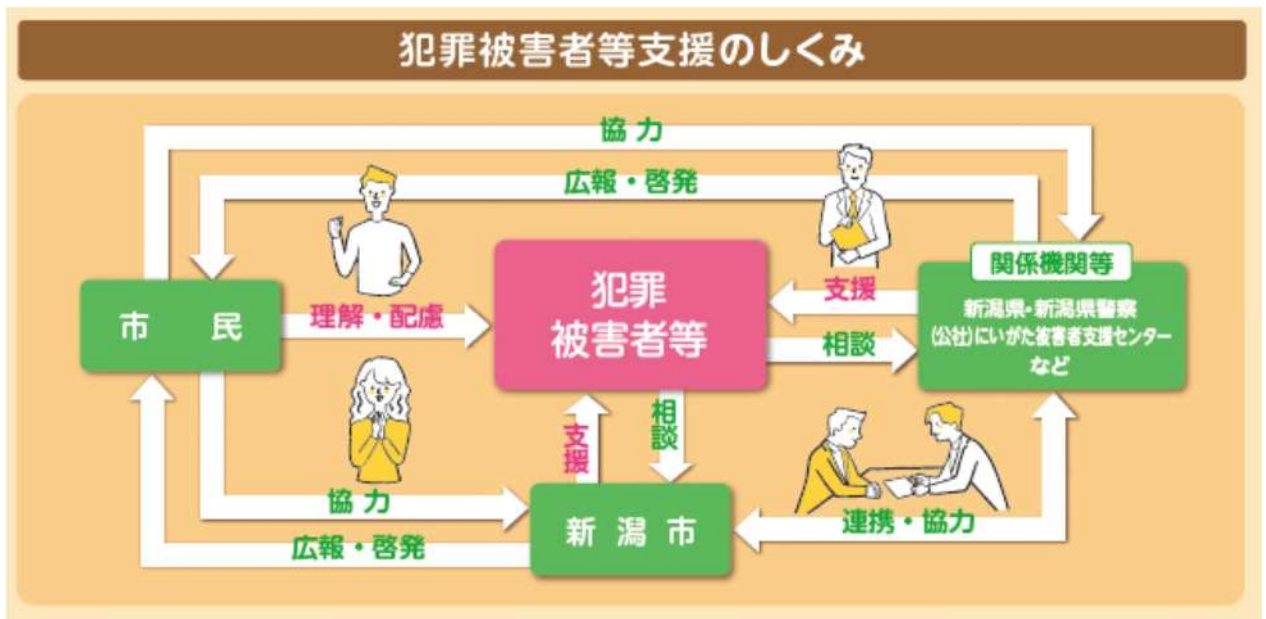 犯罪被害者等支援のしくみ
協力
広報・啓発
関係機関等
新潟県・新潟県警察
(公社)にいがた被害者支援センター
など
支援
相談
犯罪
被害者等
市民
理解・配慮
支援
相談
協力
広報・啓発
新潟市
連携・協力